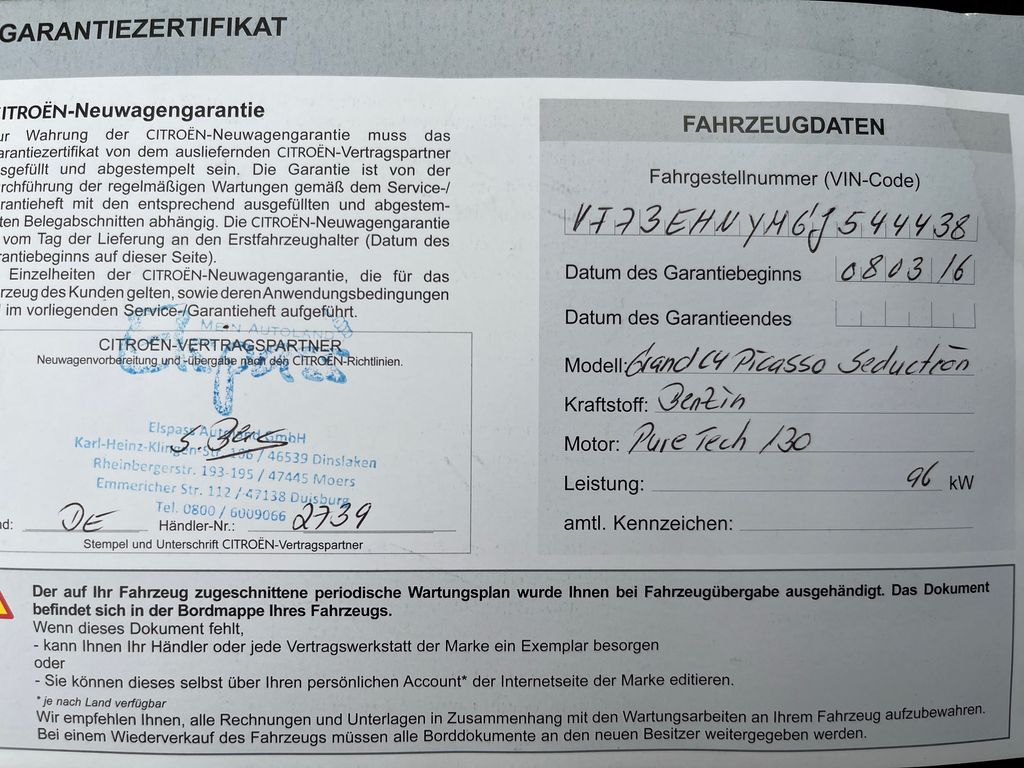 GARANTIEZERTIFIKAT
ITROËN-Neuwagengarantie
ur Wahrung der CITROËN-Neuwagengarantie muss das
arantiezertifikat von dem ausliefernden CITROËN-Vertragspartner
sgefüllt und abgestempelt sein. Die Garantie ist von der
rchführung der regelmäßigen Wartungen gemäß dem Service-/
rantieheft mit den entsprechend ausgefüllten und abgestem-
ten Belegabschnitten abhängig. Die CITROËN-Neuwagengarantie
vom Tag der Lieferung an den Erstfahrzeughalter (Datum des
rantiebeginns auf dieser Seite).
Einzelheiten der CITROËN-Neuwagengarantie, die für das
rzeug des Kunden gelten, sowie deren Anwendungsbedingungen
im vorliegenden Service-/Garantieheft aufgeführt.
MEIN AUTOLAND
Elspass
CITROËN-VERTRAGSPARTNER
Neuwagenvorbereitung und -übergabe nach den CITROËN-Richtlinien.
Elspass Autoland GmbH
Karl-Heinz-Klingen-Str. / 46539 Dinslaken
Rheinbergerstr. 193-195 / 47445 Moers
Emmericher Str. 112 / 47138 Duisburg
Tel. 0800 / 6009066
nd: DE Händler-Nr.: 2739
Stempel und Unterschrift CITROËN-Vertragspartner
FAHRZEUGDATEN
Fahrgestellnummer (VIN-Code)
VF73EHNYM6J544438
Datum des Garantiebeginns 080316
Datum des Garantieendes
Modell: Grand C4 Picasso Seduction
Kraftstoff: Benzin
Motor: PureTech 130
Leistung: 96 kW
amtl. Kennzeichen:
Der auf Ihr Fahrzeug zugeschnittene periodische Wartungsplan wurde Ihnen bei Fahrzeugübergabe ausgehändigt. Das Dokument
befindet sich in der Bordmappe Ihres Fahrzeugs.
Wenn dieses Dokument fehlt,
- kann Ihnen Ihr Händler oder jede Vertragswerkstatt der Marke ein Exemplar besorgen
oder
- Sie können dieses selbst über Ihren persönlichen Account* der Internetseite der Marke editieren.
* je nach Land verfügbar
Wir empfehlen Ihnen, alle Rechnungen und Unterlagen in Zusammenhang mit den Wartungsarbeiten an Ihrem Fahrzeug aufzubewahren.
Bei einem Wiederverkauf des Fahrzeugs müssen alle Borddokumente an den neuen Besitzer weitergegeben werden.